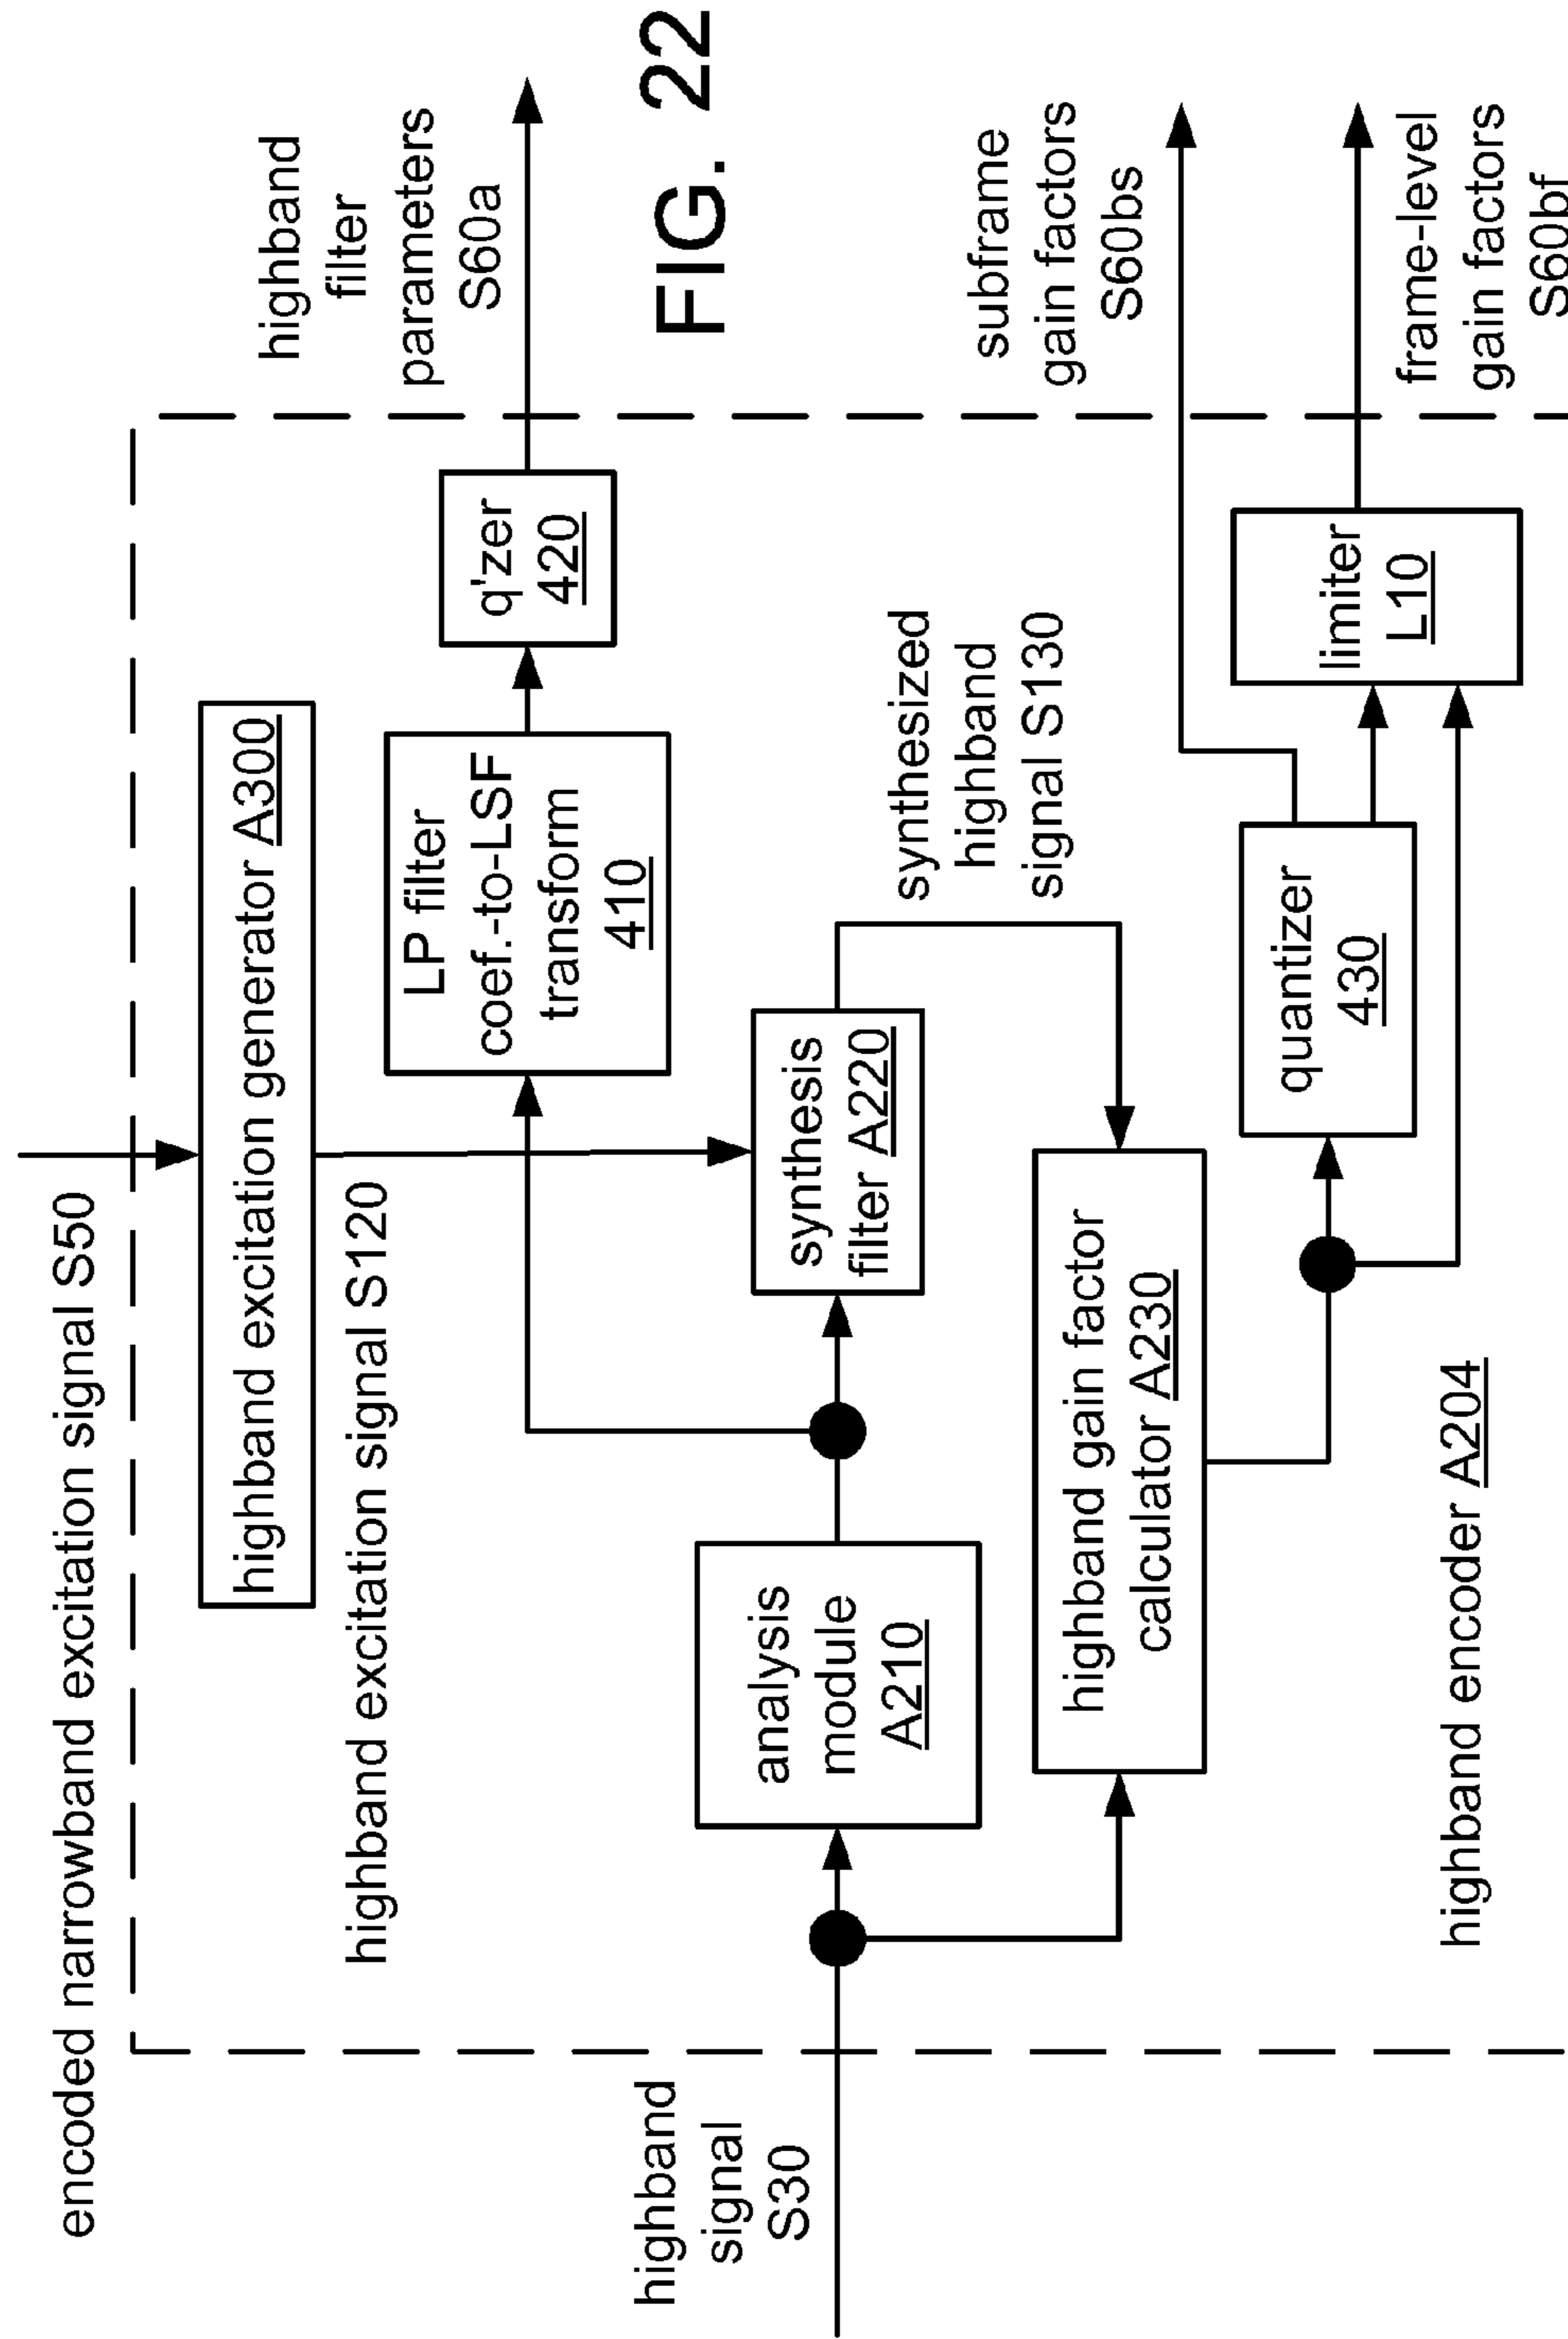 encoded narrowband excitation signal S50
highband excitation generator A300
highband excitation signal S120
highband
filter
parameters
S60a
LP filter
coef.-to-LSF
transform
410
q'zer
420
FIG. 22
highband
signal
S30
analysis
module
A210
synthesis
filter A220
synthesized
highband
signal S130
subframe
gain factors
S60bs
highband gain factor
calculator A230
quantizer
430
limiter
L10
frame-level
gain factors
S60bf
highband encoder A204